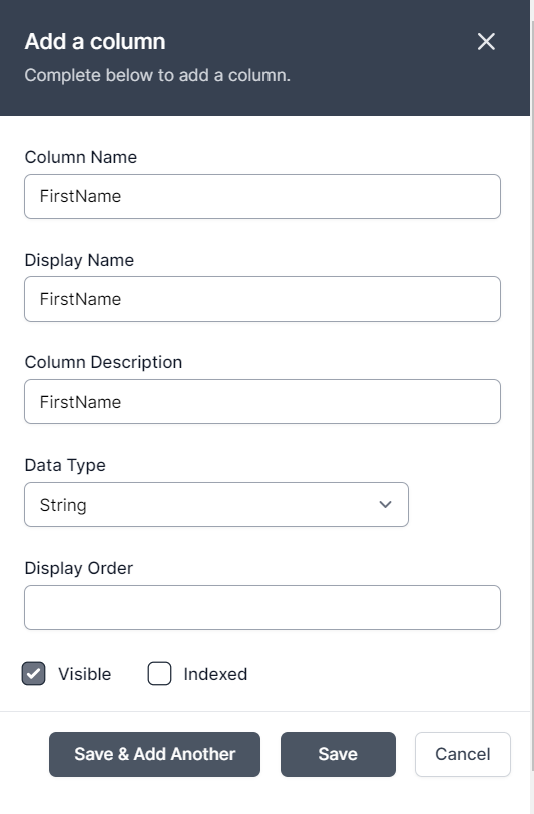 Add a column
Complete below to add a column.
Column Name
FirstName
Display Name
FirstName
Column Description
FirstName
Data Type
String
Display Order
Visible Indexed
Save & Add Another Save Cancel